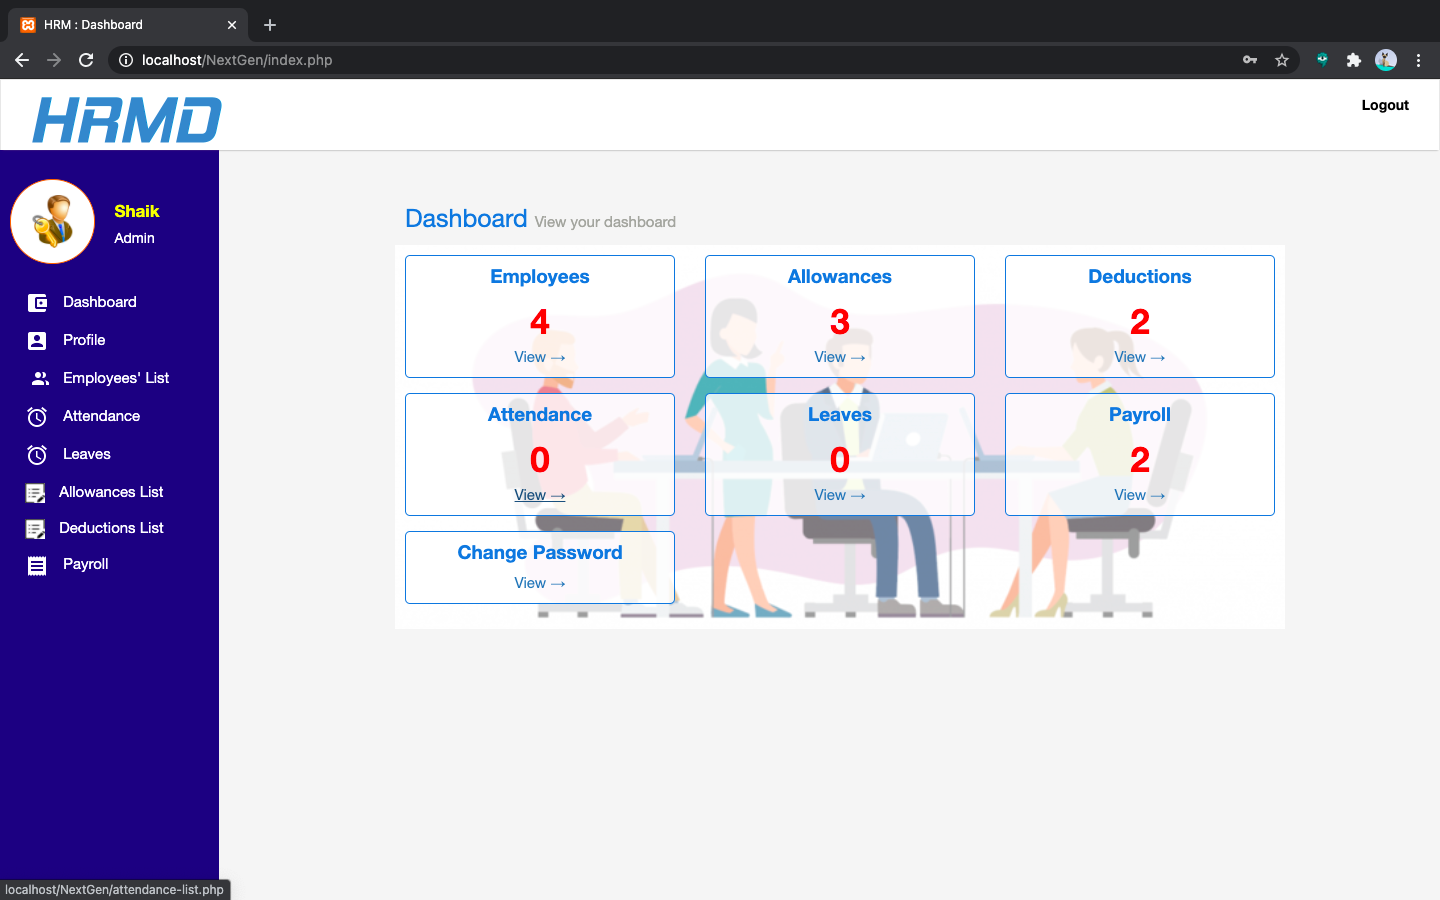 HRM : Dashboard
localhost/NextGen/index.php
HRMD
Logout
Shaik
Admin
Dashboard
Profile
Employees' List
Attendance
Leaves
Allowances List
Deductions List
Payroll
Dashboard View your dashboard
Employees
4
View →
Allowances
3
View →
Deductions
2
View →
Attendance
0
View →
Leaves
0
View →
Payroll
2
View →
Change Password
View →
localhost/NextGen/attendance-list.php